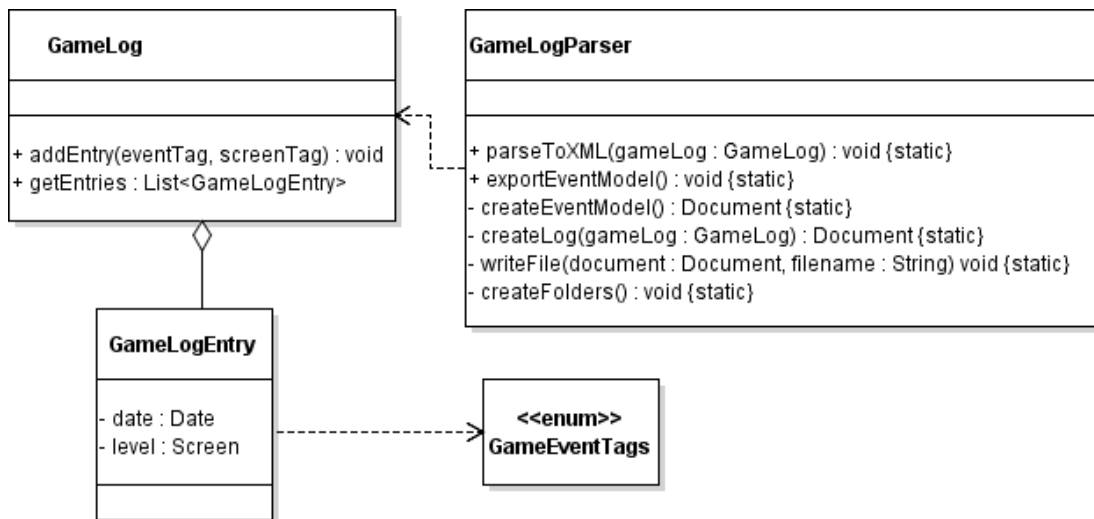 GameLog
+ addEntry(eventTag, screenTag) : void
+ getEntries : List<GameLogEntry>
GameLogParser
+ parseToXML(gameLog : GameLog) : void {static}
+ exportEventModel() : void {static}
- createEventModel() : Document {static}
- createLog(gameLog : GameLog) : Document {static}
- writeFile(document : Document, filename : String) void {static}
- createFolders() : void {static}
GameLogEntry
- date : Date
- level : Screen
<<enum>>
GameEventTags